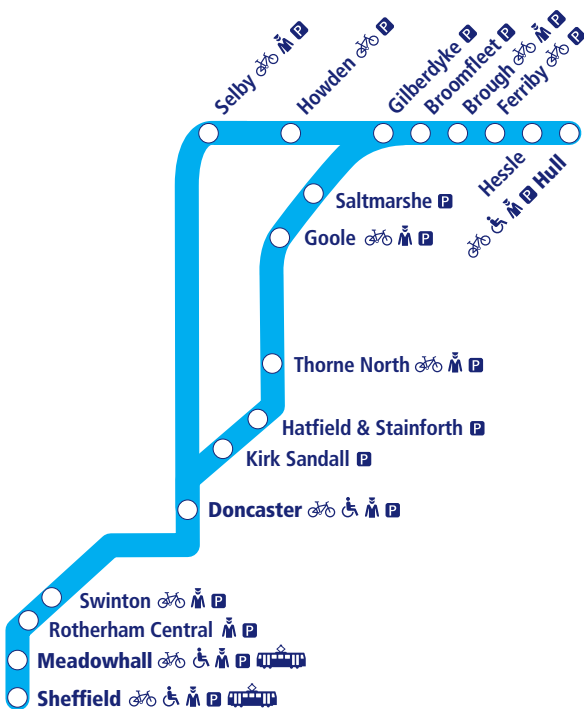 Selby P
Howden P
Gilberdyke P
Broomfleet P
Brough P
Ferriby P
Hessle
P Hull
Saltmarshe P
Goole P
Thorne North P
Hatfield & Stainforth P
Kirk Sandall P
Doncaster P
Swinton P
Rotherham Central P
Meadowhall P
Sheffield P